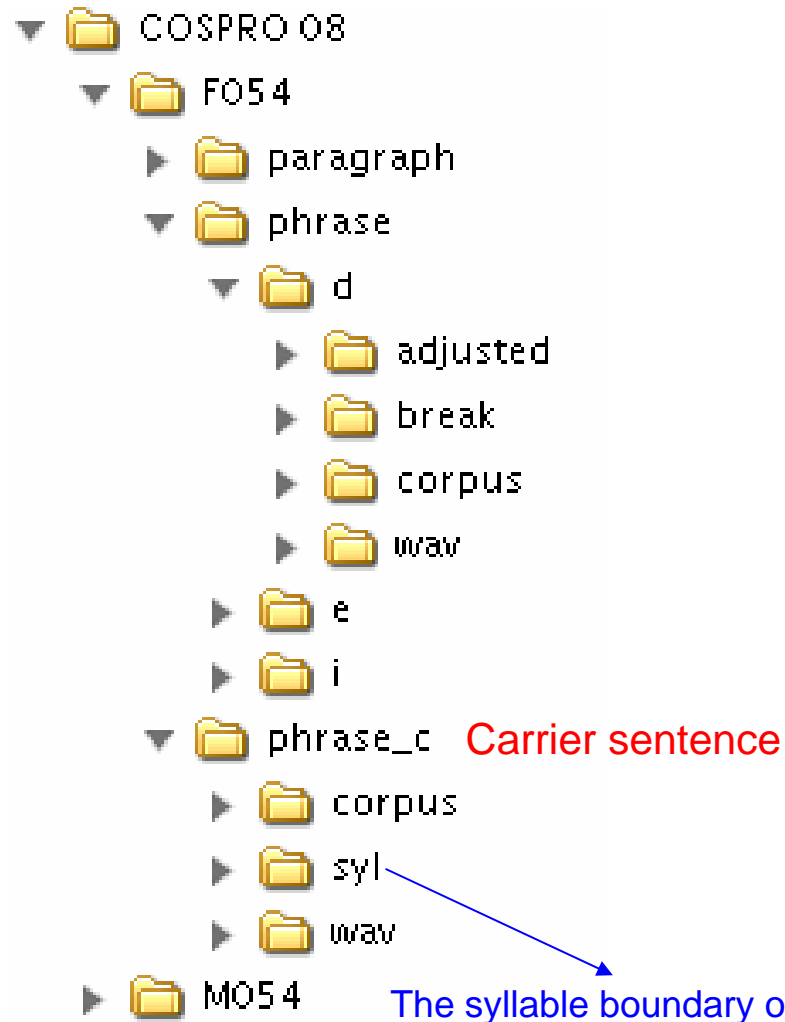 COSPRO 08
F054
paragraph
phrase
d
adjusted
break
corpus
wav
e
i
phrase_c Carrier sentence
corpus
syl
wav
M054
The syllable boundary o